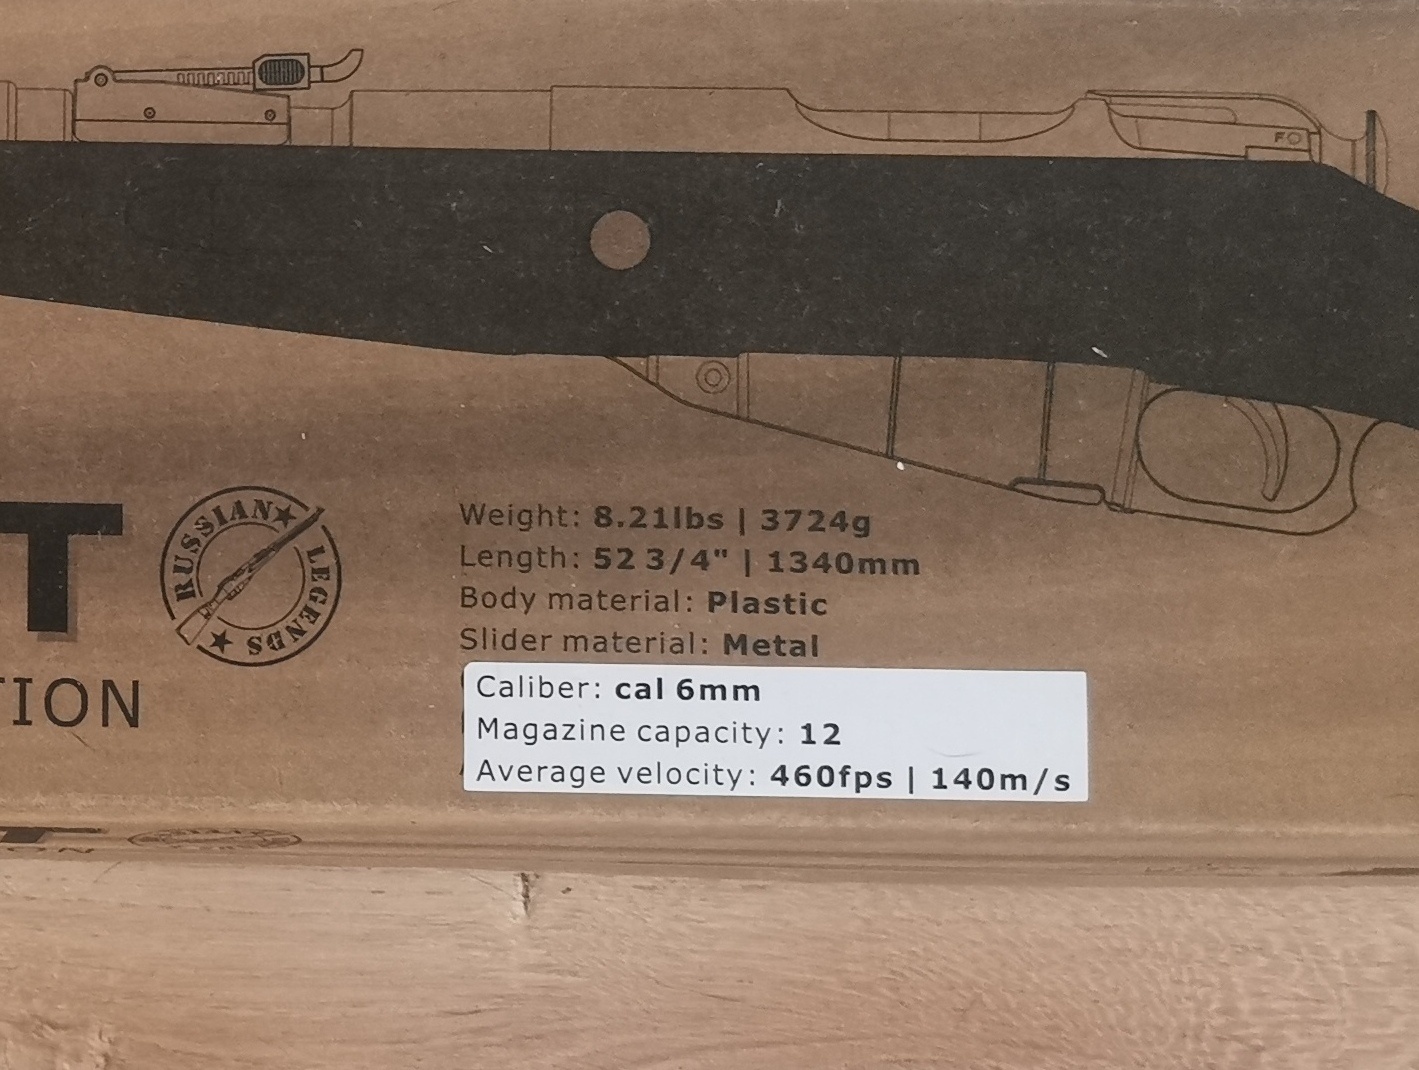 FO
T
RUSSIAN
LEGENDS
TION
Weight: 8.21lbs | 3724g
Length: 52 3/4" | 1340mm
Body material: Plastic
Slider material: Metal
Caliber: cal 6mm
Magazine capacity: 12
Average velocity: 460fps | 140m/s